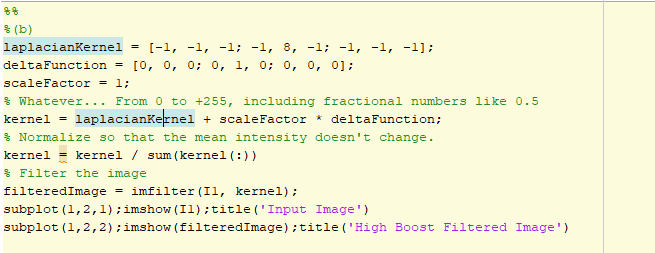 %%
%(b)
laplacianKernel = [-1, -1, -1; -1, 8, -1; -1, -1, -1];
deltaFunction = [0, 0, 0; 0, 1, 0; 0, 0, 0];
scaleFactor = 1;
% Whatever... From 0 to +255, including fractional numbers like 0.5
kernel = laplacianKernel + scaleFactor * deltaFunction;
% Normalize so that the mean intensity doesn't change.
kernel = kernel / sum(kernel(:))
% Filter the image
filteredImage = imfilter(I1, kernel);
subplot(1,2,1);imshow(I1);title('Input Image')
subplot(1,2,2);imshow(filteredImage);title('High Boost Filtered Image')